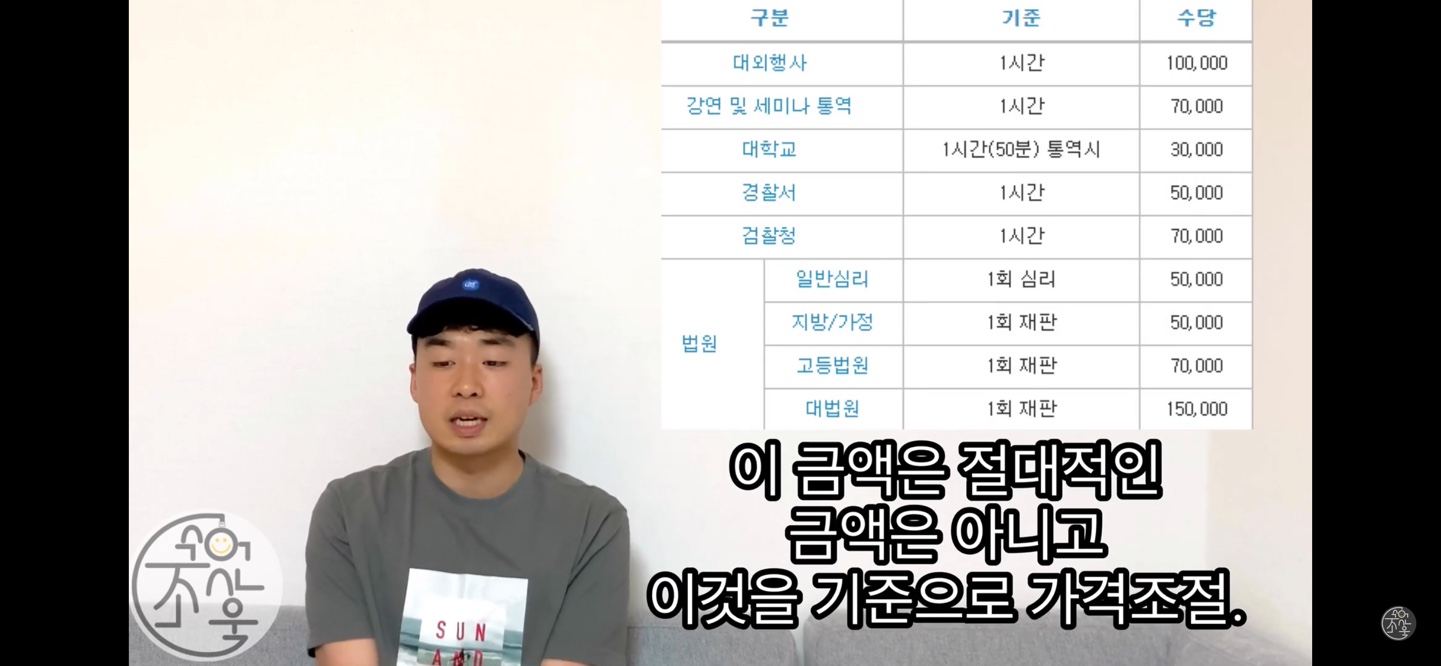 구분 기준 수당
대외행사 1시간 100,000
강연 및 세미나 통역 1시간 70,000
대학교 1시간(50분) 통역시 30,000
경찰서 1시간 50,000
검찰청 1시간 70,000
법원
일반심리 1회 심리 50,000
지방/가정 1회 재판 50,000
고등법원 1회 재판 70,000
대법원 1회 재판 150,000
이 금액은 절대적인
금액은 아니고
이것을 기준으로 가격조절.
SUN
AND